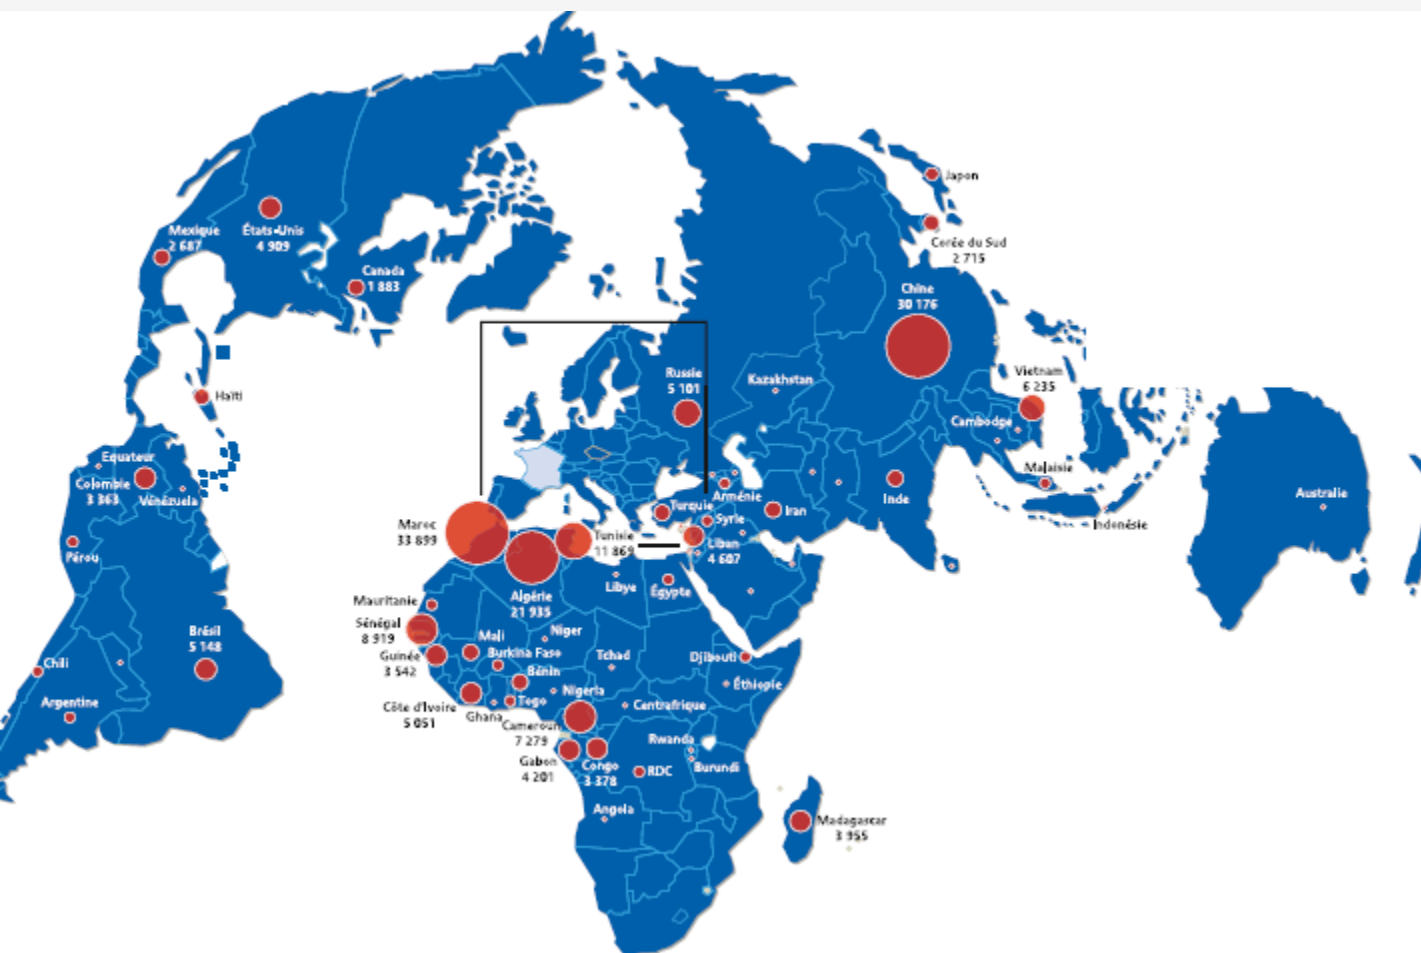 Japon
Corée du Sud
2 715
Mexique
2 687
États-Unis
4 909
Canada
1 883
Chine
30 176
Vietnam
6 235
Russie
5 101
Kazakhstan
Haïti
Cambodge
Equateur
Colombie
3 363
Vénézuela
Malaisie
Inde
Australie
Indonésie
Arménie
Turquie
Iran
Syrie
Liban
4 607
Maroc
33 899
Tunisie
11 869
Pérou
Libye
Égypte
Algérie
21 935
Mauritanie
Sénégal
8 919
Mali
Niger
Brésil
5 148
Guinée
3 542
Burkina Faso
Tchad
Djibouti
Chili
Bénin
Éthiopie
Argentine
Nigeria
Togo
Centrafrique
Côte d'Ivoire
5 051
Ghana
Cameroun
7 279
Rwanda
Gabon
4 201
Congo
3 378
RDC
Burundi
Angola
Madagascar
3 955